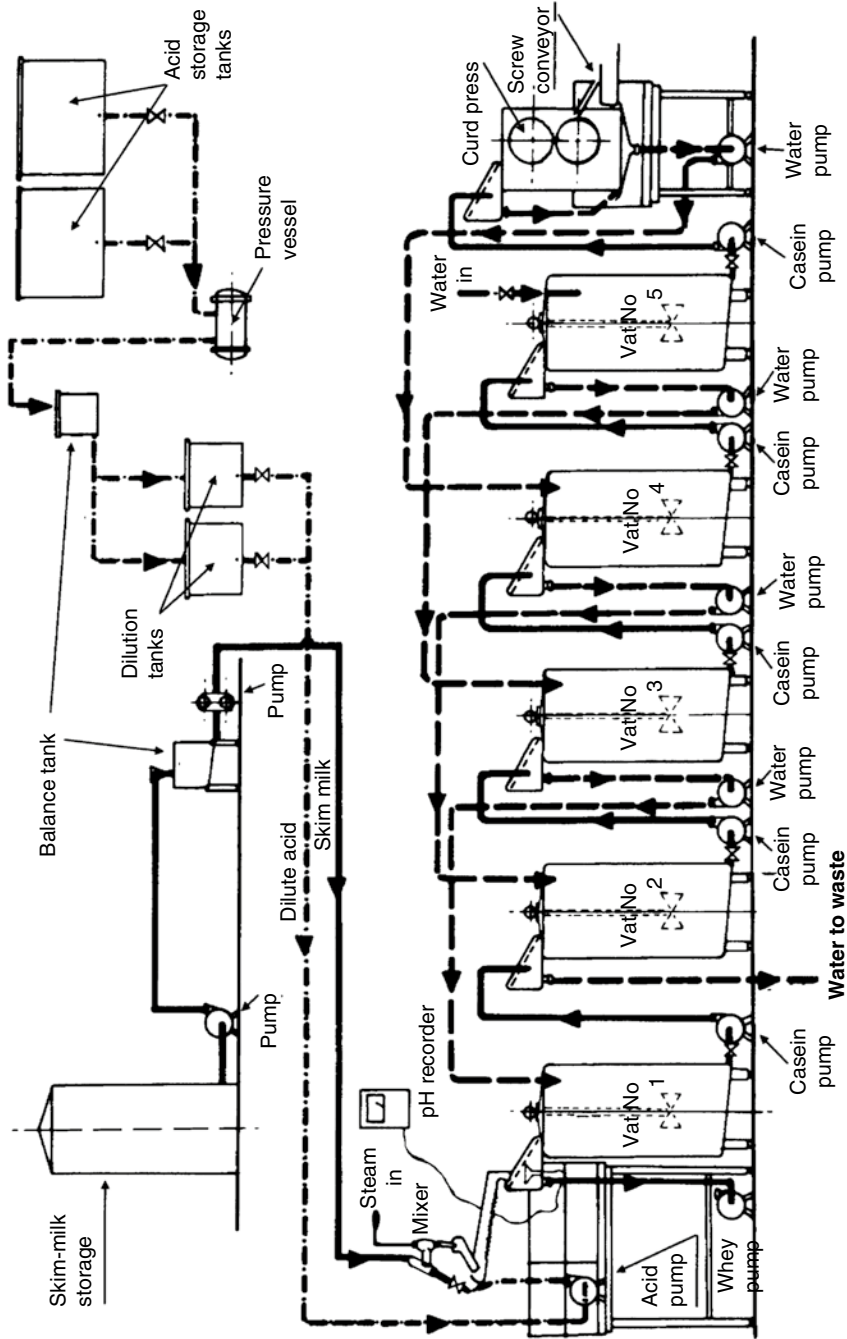 Skim-milk
storage
Pump
Balance tank
Pump
Dilution
tanks
Acid
storage
tanks
Pressure
vessel
Dilute acid
Skim milk
Steam
in
Mixer
pH recorder
Acid
pump
Whey
pump
Vat No
1
Casein
pump
Water to waste
Vat No
2
Casein
pump
Water
pump
Vat No
3
Casein
pump
Water
pump
Vat No
4
Casein
pump
Water
pump
Water
in
Vat No
5
Casein
pump
Curd press
Screw
conveyor
Water
pump